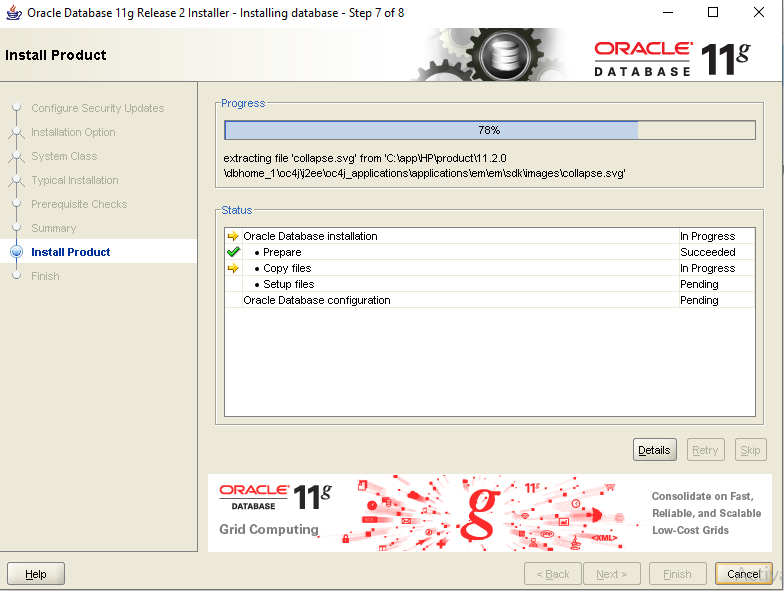 Oracle Database 11g Release 2 Installer - Installing database - Step 7 of 8
Install Product
ORACLE
DATABASE 11g
Configure Security Updates
Installation Option
System Class
Typical Installation
Prerequisite Checks
Summary
Install Product
Finish
Progress
78%
extracting file 'collapse.svg' from 'C:\app\HP\product\11.2.0
\dbhome_1\oc4j\j2ee\oc4j_applications\applications\em\em\sdk\images\collapse.svg'
Status
Oracle Database installation In Progress
• Prepare Succeeded
• Copy files In Progress
• Setup files Pending
Oracle Database configuration Pending
Details Retry Skip
ORACLE
DATABASE 11g
Grid Computing
11g
g
<XML>
Consolidate on Fast,
Reliable, and Scalable
Low-Cost Grids
Help < Back Next > Finish Cancel